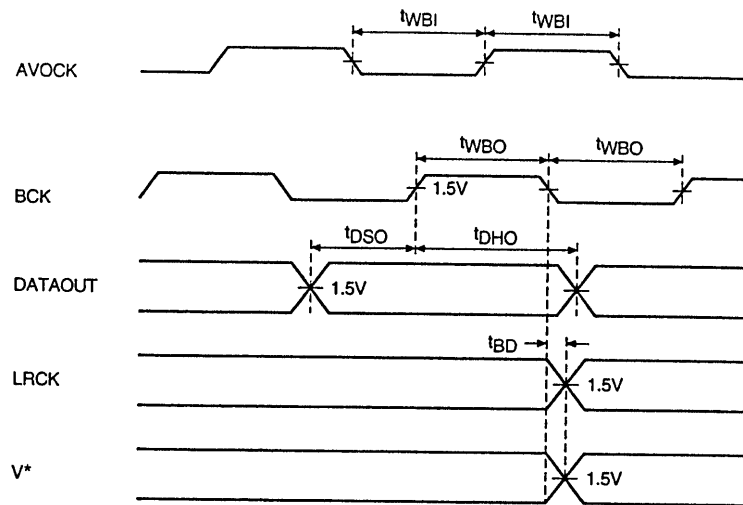 tWBI tWBI
AVOCK
tWBO tWBO
BCK 1.5V
tDSO tDHO
DATAOUT 1.5V
tBD
LRCK 1.5V
V* 1.5V